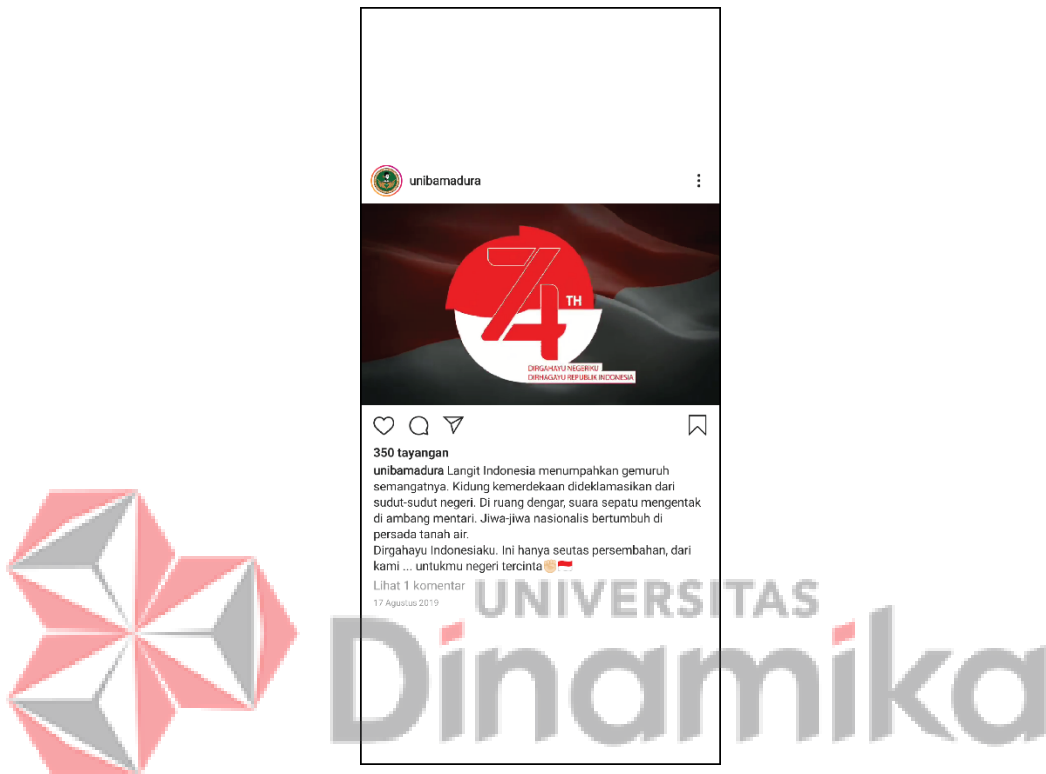 unibamadura
74
TH
DIRGAHAYU NEGERIKU
DIRHAGAYU REPUBLIK INDONESIA
350 tayangan
unibamadura Langit Indonesia menumpahkan gemuruh
semangatnya. Kidung kemerdekaan dideklamasikan dari
sudut-sudut negeri. Di ruang dengar, suara sepatu mengentak
di ambang mentari. Jiwa-jiwa nasionalis bertumbuh di
persada tanah air.
Dirgahayu Indonesiaku. Ini hanya seutas persembahan, dari
kami ... untukmu negeri tercinta✊🏼🇮🇩
Lihat 1 komentar
17 Agustus 2019
UNIVERSITAS
Dinamika